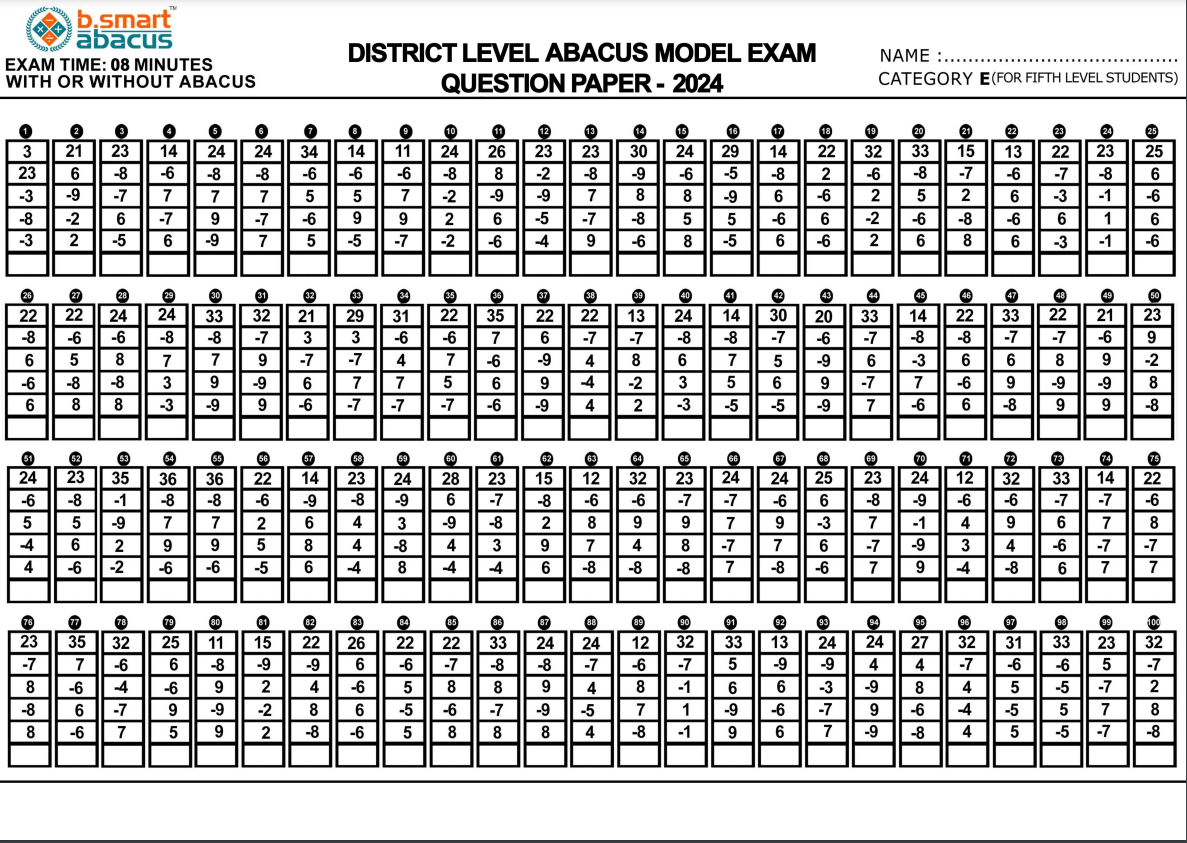 b.smart™
abacus
EXAM TIME: 08 MINUTES
WITH OR WITHOUT ABACUS
DISTRICT LEVEL ABACUS MODEL EXAM
QUESTION PAPER - 2024
NAME :.....................................
CATEGORY E(FOR FIFTH LEVEL STUDENTS)
1 2 3 4 5 6 7 8 9 10 11 12 13 14 15 16 17 18 19 20 21 22 23 24 25
3 21 23 14 24 24 34 14 11 24 26 23 23 30 24 29 14 22 32 33 15 13 22 23 25
23 6 -8 -6 -8 -8 -6 -6 -6 -8 8 -2 -8 -9 -6 -5 -8 2 -6 -8 -7 -6 -7 -8 6
-3 -9 -7 7 7 7 5 5 7 -2 -9 -9 7 8 8 -9 6 -6 2 5 2 6 -3 -1 -6
-8 -2 6 -7 9 -7 -6 9 9 2 6 -5 -7 -8 5 5 -6 6 -2 -6 -8 -6 6 1 6
-3 2 -5 6 -9 7 5 -5 -7 -2 -6 -4 9 -6 8 -5 6 -6 2 6 8 6 -3 -1 -6
26 27 28 29 30 31 32 33 34 35 36 37 38 39 40 41 42 43 44 45 46 47 48 49 50
22 22 24 24 33 32 21 29 31 22 35 22 22 13 24 14 30 20 33 14 22 33 22 21 23
-8 -6 -6 -8 -8 -7 3 3 -6 -6 7 6 -7 -7 -8 -8 -7 -6 -7 -8 -8 -7 -7 -6 9
6 5 8 7 7 9 -7 -7 4 7 -6 -9 4 8 6 7 5 -9 6 -3 6 6 8 9 -2
-6 -8 -8 3 9 -9 6 7 7 5 6 9 -4 -2 3 5 6 9 -7 7 -6 9 -9 -9 8
6 8 8 -3 -9 9 -6 -7 -7 -7 -6 -9 4 2 -3 -5 -5 -9 7 -6 6 -8 9 9 -8
51 52 53 54 55 56 57 58 59 60 61 62 63 64 65 66 67 68 69 70 71 72 73 74 75
24 23 35 36 36 22 14 23 24 28 23 15 12 32 23 24 24 25 23 24 12 32 33 14 22
-6 -8 -1 -8 -8 -6 -9 -8 -9 6 -7 -8 -6 -6 -7 -7 -6 6 -8 -9 -6 -6 -7 -7 -6
5 5 -9 7 7 2 6 4 3 -9 -8 2 8 9 9 7 9 -3 7 -1 4 9 6 7 8
-4 6 2 9 9 5 8 4 -8 4 3 9 7 4 8 -7 7 6 -7 -9 3 4 -6 -7 -7
4 -6 -2 -6 -6 -5 6 -4 8 -4 -4 6 -8 -8 -8 7 -8 -6 7 9 -4 -8 6 7 7
76 77 78 79 80 81 82 83 84 85 86 87 88 89 90 91 92 93 94 95 96 97 98 99 100
23 35 32 25 11 15 22 26 22 22 33 24 24 12 32 33 13 24 24 27 32 31 33 23 32
-7 7 -6 6 -8 -9 -9 6 -6 -7 -8 -8 -7 -6 -7 5 -9 -9 4 4 -7 -6 -6 5 -7
8 -6 -4 -6 9 2 4 -6 5 8 8 9 4 8 -1 6 6 -3 -9 8 4 5 -5 -7 2
-8 6 -7 9 -9 -2 8 6 -5 -6 -7 -9 -5 7 1 -9 -6 -7 9 -6 -4 -5 5 7 8
8 -6 7 5 9 2 -8 -6 5 8 8 8 4 -8 -1 9 6 7 -9 -8 4 5 -5 -7 -8